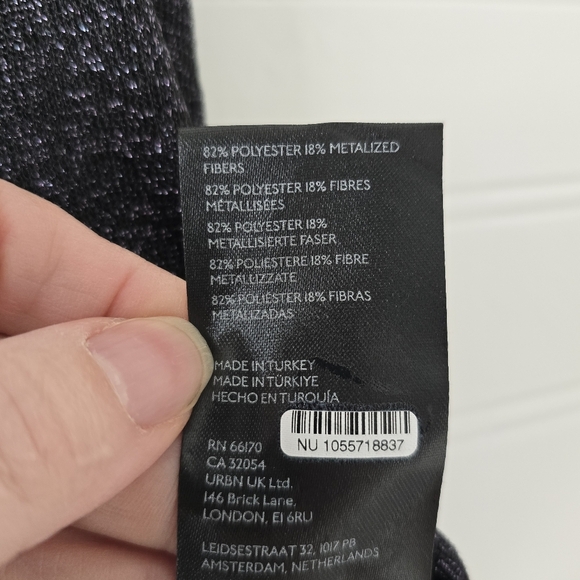 82% POLYESTER 18% METALIZED
FIBERS
82% POLYESTER 18% FIBRES
MÉTALLISÉES
82% POLYESTER 18%
METALLISIERTE FASER
82% POLIESTERE 18% FIBRE
METALLIZZATE
82% POLIÉSTER 18% FIBRAS
METALIZADAS
MADE IN TURKEY
MADE IN TÜRKIYE
HECHO EN TURQUÍA
NU 1055718837
RN 66170
CA 32054
URBN UK Ltd.
146 Brick Lane,
LONDON, E1 6RU
LEIDSESTRAAT 32, 1017 PB
AMSTERDAM, NETHERLANDS